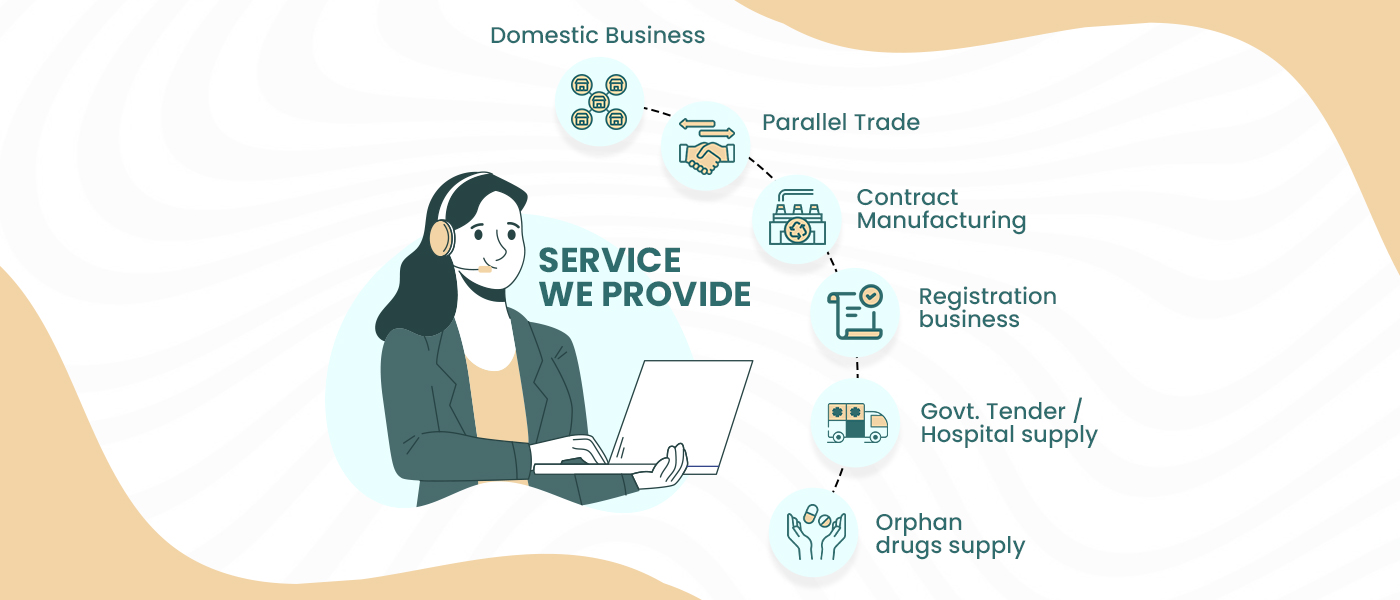 Domestic Business
Parallel Trade
Contract
Manufacturing
SERVICE
WE PROVIDE
Registration
business
Govt. Tender /
Hospital supply
Orphan
drugs supply